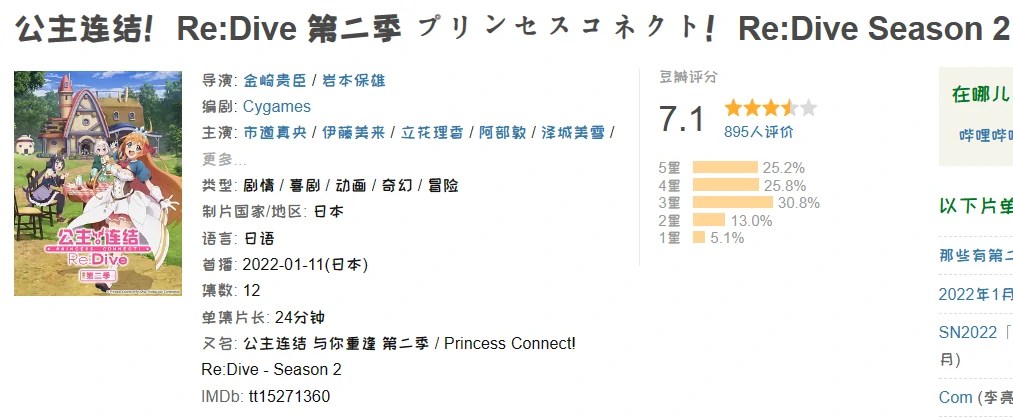 公主连结！Re:Dive 第二季 プリンセスコネクト！Re:Dive Season 2
导演: 金崎贵臣 / 岩本保雄
编剧: Cygames
主演: 市道真央 / 伊藤美来 / 立花理香 / 阿部敦 / 泽城美雪 /
更多...
类型: 剧情 / 喜剧 / 动画 / 奇幻 / 冒险
制片国家/地区: 日本
语言: 日语
首播: 2022-01-11(日本)
集数: 12
单集片长: 24分钟
又名: 公主连结 与你重逢 第二季 / Princess Connect!
Re:Dive - Season 2
IMDb: tt15271360
公主连结
PRINCESS CONNECT!
Re:Dive
第二季
豆瓣评分
7.1
895人评价
5星 25.2%
4星 25.8%
3星 30.8%
2星 13.0%
1星 5.1%
在哪儿
哔哩哔
以下片单
那些有第二
2022年1月
SN2022「
月)
Com (李亮